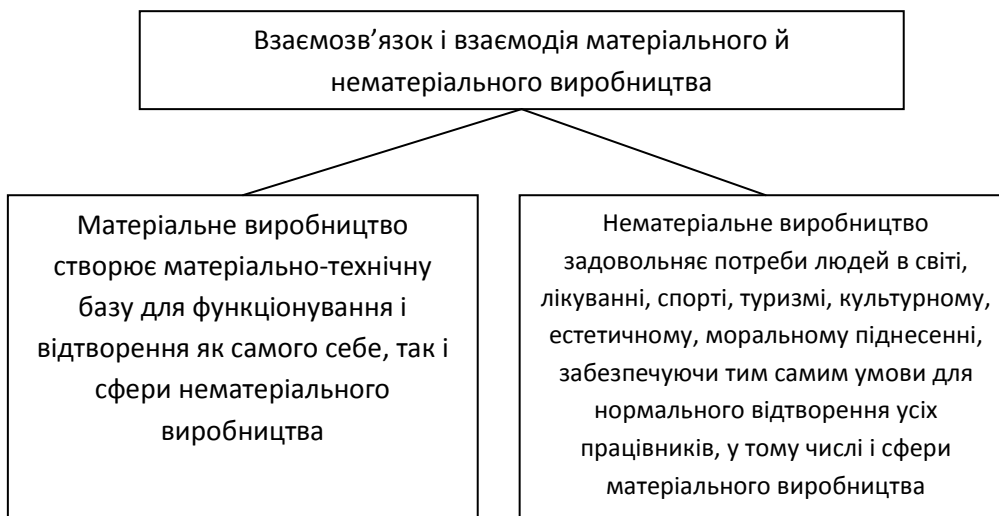 Взаємозв’язок і взаємодія матеріального й
нематеріального виробництва
Матеріальне виробництво
створює матеріально-технічну
базу для функціонування і
відтворення як самого себе, так і
сфери нематеріального
виробництва
Нематеріальне виробництво
задовольняє потреби людей в світі,
лікуванні, спорті, туризмі, культурному,
естетичному, моральному піднесенні,
забезпечуючи тим самим умови для
нормального відтворення усіх
працівників, у тому числі і сфери
матеріального виробництва